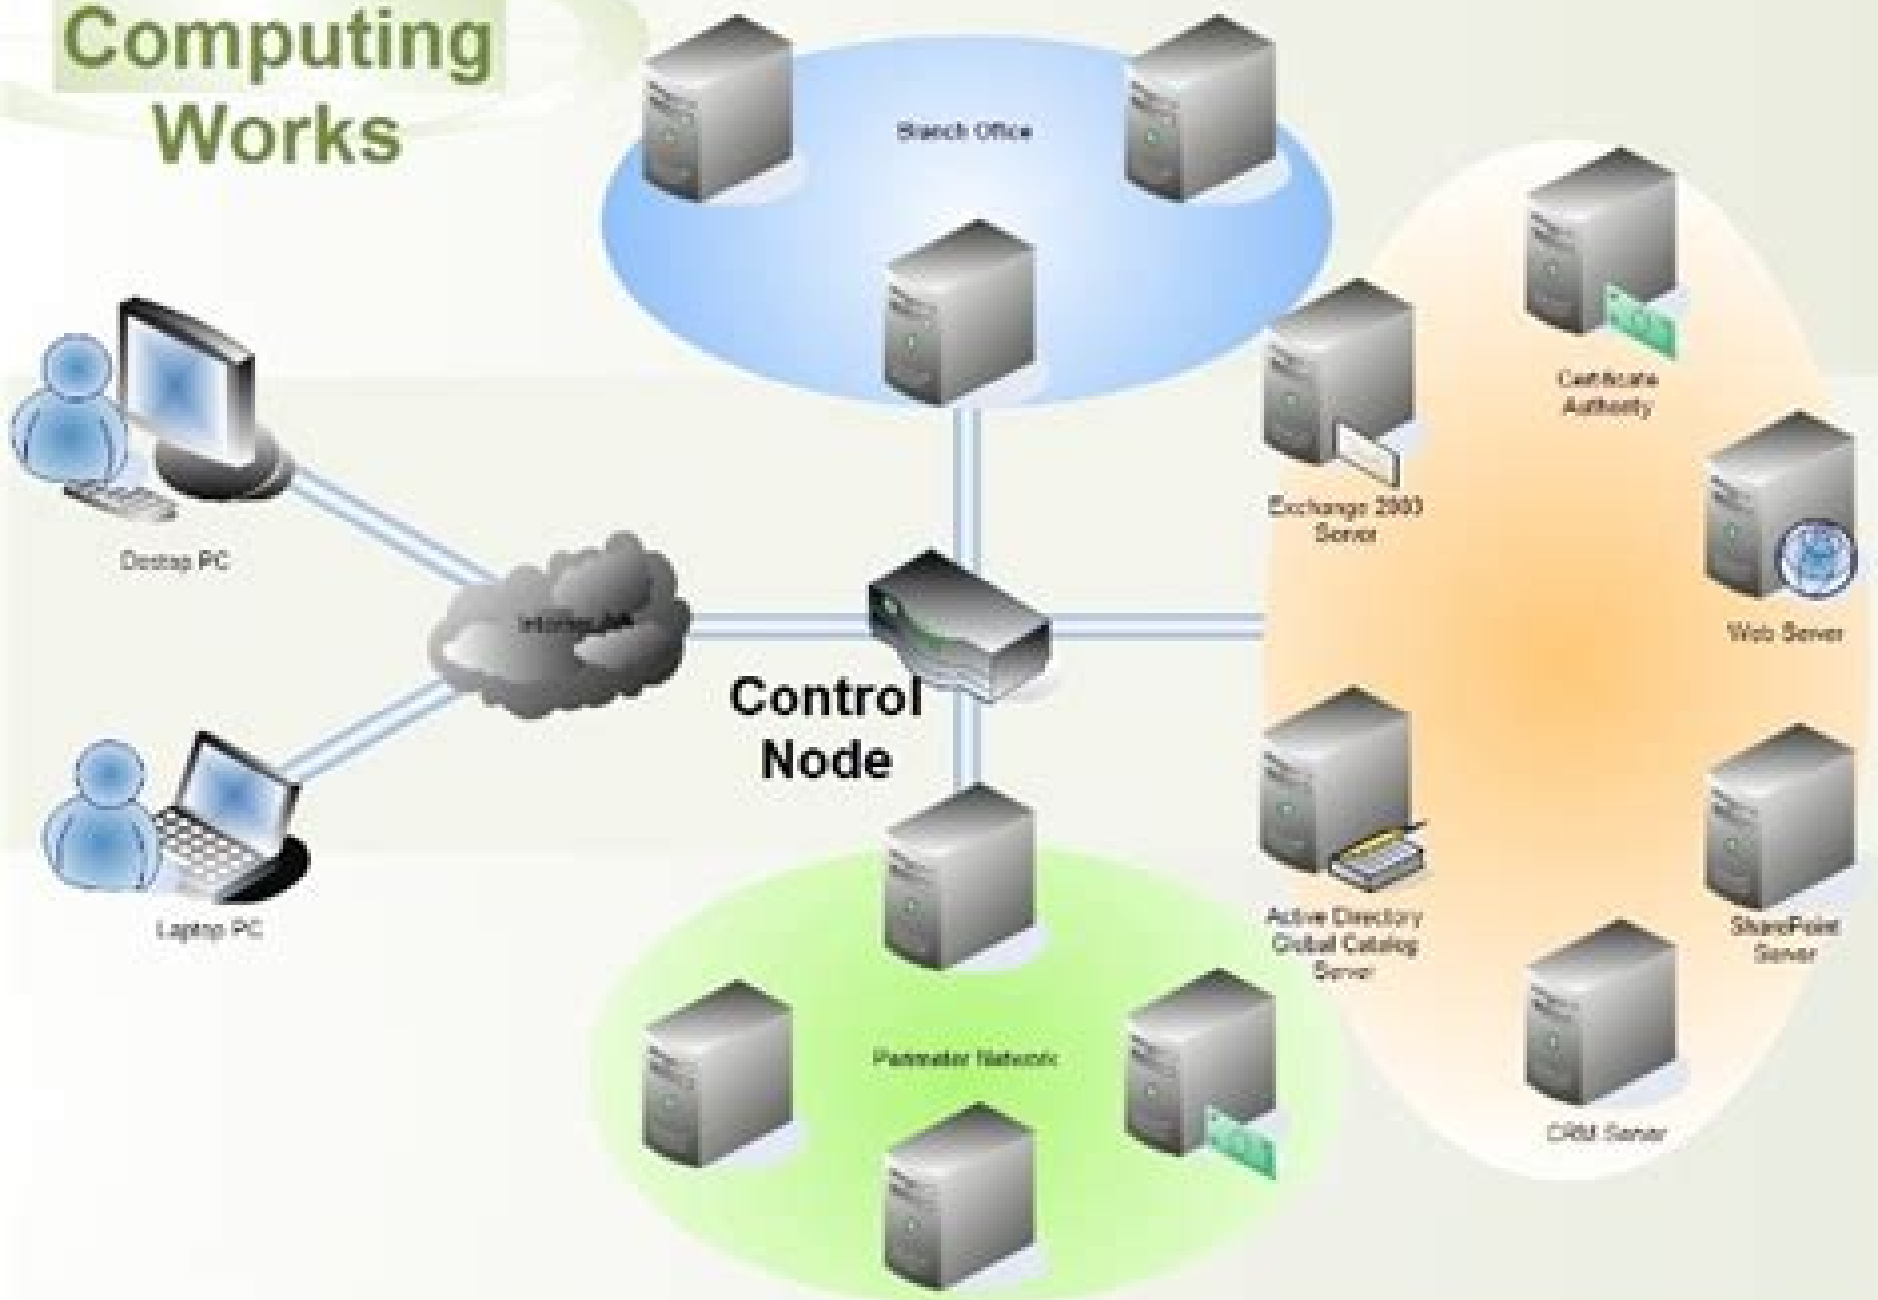 Computing
Works
Branch Office
Certificate
Authority
Exchange 2003
Server
Web Server
Desktop PC
Control
Node
Laptop PC
Active Directory
Global Catalog
Server
SharePoint
Server
Perimeter Network
CRM Server